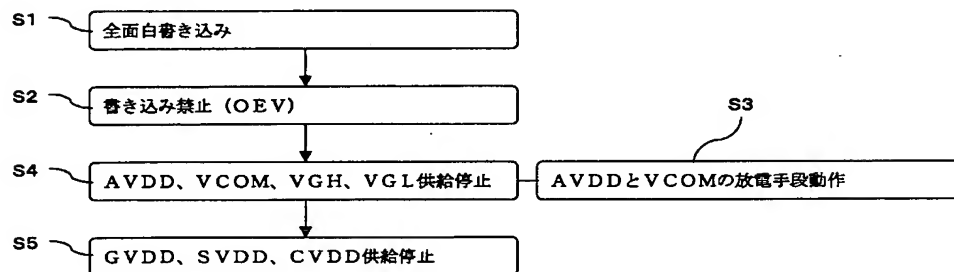 S1
全面白書き込み
S2
書き込み禁止（OEV）
S3
S4
AVDD、VCOM、VGH、VGL供給停止
AVDDとVCOMの放電手段動作
S5
GVDD、SVDD、CVDD供給停止